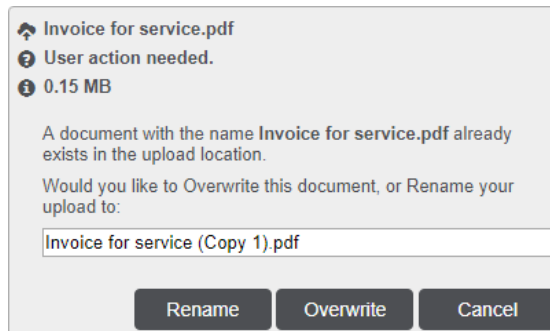 Invoice for service.pdf
User action needed.
0.15 MB
A document with the name Invoice for service.pdf already
exists in the upload location.
Would you like to Overwrite this document, or Rename your
upload to:
Invoice for service (Copy 1).pdf
Rename Overwrite Cancel